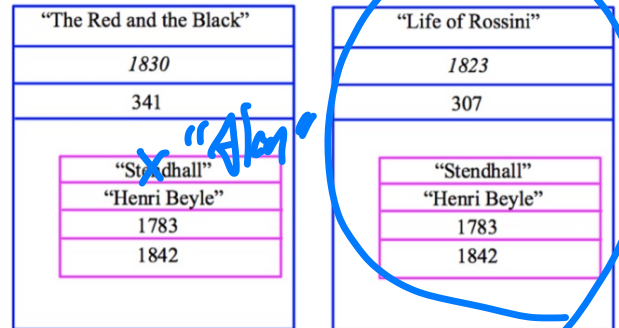 “The Red and the Black”
1830
341
“Stendhall”
“Henri Beyle”
1783
1842
“Life of Rossini”
1823
307
“Stendhall”
“Henri Beyle”
1783
1842